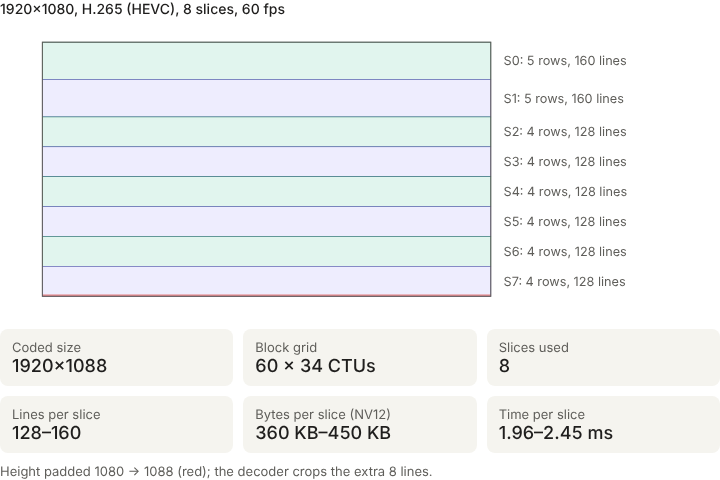 1920×1080, H.265 (HEVC), 8 slices, 60 fps
S0: 5 rows, 160 lines
S1: 5 rows, 160 lines
S2: 4 rows, 128 lines
S3: 4 rows, 128 lines
S4: 4 rows, 128 lines
S5: 4 rows, 128 lines
S6: 4 rows, 128 lines
S7: 4 rows, 128 lines
Coded size
1920×1088
Block grid
60 × 34 CTUs
Slices used
8
Lines per slice
128–160
Bytes per slice (NV12)
360 KB–450 KB
Time per slice
1.96–2.45 ms
Height padded 1080 → 1088 (red); the decoder crops the extra 8 lines.